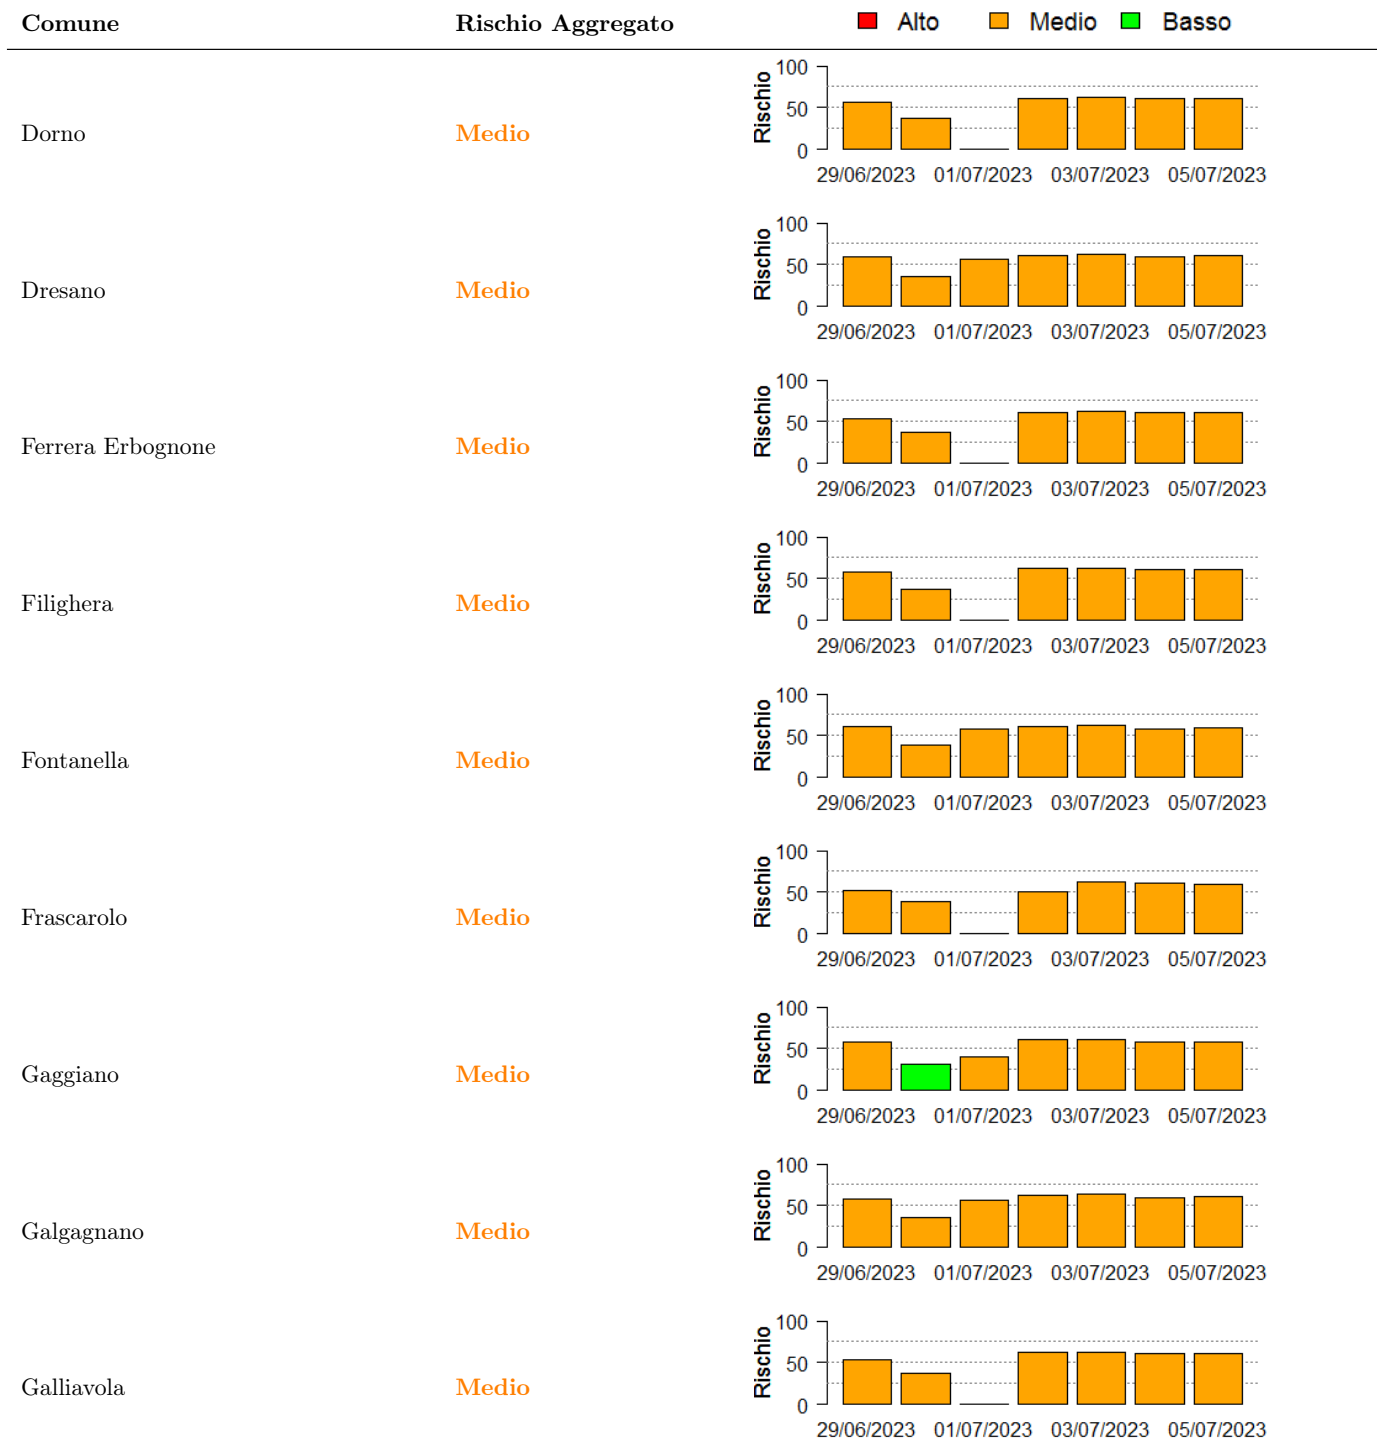 Comune Rischio Aggregato Alto Medio Basso
100
50
0
Rischio
Dorno Medio
29/06/2023 01/07/2023 03/07/2023 05/07/2023
100
50
0
Rischio
Dresano Medio
29/06/2023 01/07/2023 03/07/2023 05/07/2023
100
50
0
Rischio
Ferrera Erbognone Medio
29/06/2023 01/07/2023 03/07/2023 05/07/2023
100
50
0
Rischio
Filighera Medio
29/06/2023 01/07/2023 03/07/2023 05/07/2023
100
50
0
Rischio
Fontanella Medio
29/06/2023 01/07/2023 03/07/2023 05/07/2023
100
50
0
Rischio
Frascarolo Medio
29/06/2023 01/07/2023 03/07/2023 05/07/2023
100
50
0
Rischio
Gaggiano Medio
29/06/2023 01/07/2023 03/07/2023 05/07/2023
100
50
0
Rischio
Galgagnano Medio
29/06/2023 01/07/2023 03/07/2023 05/07/2023
100
50
0
Rischio
Galliavola Medio
29/06/2023 01/07/2023 03/07/2023 05/07/2023